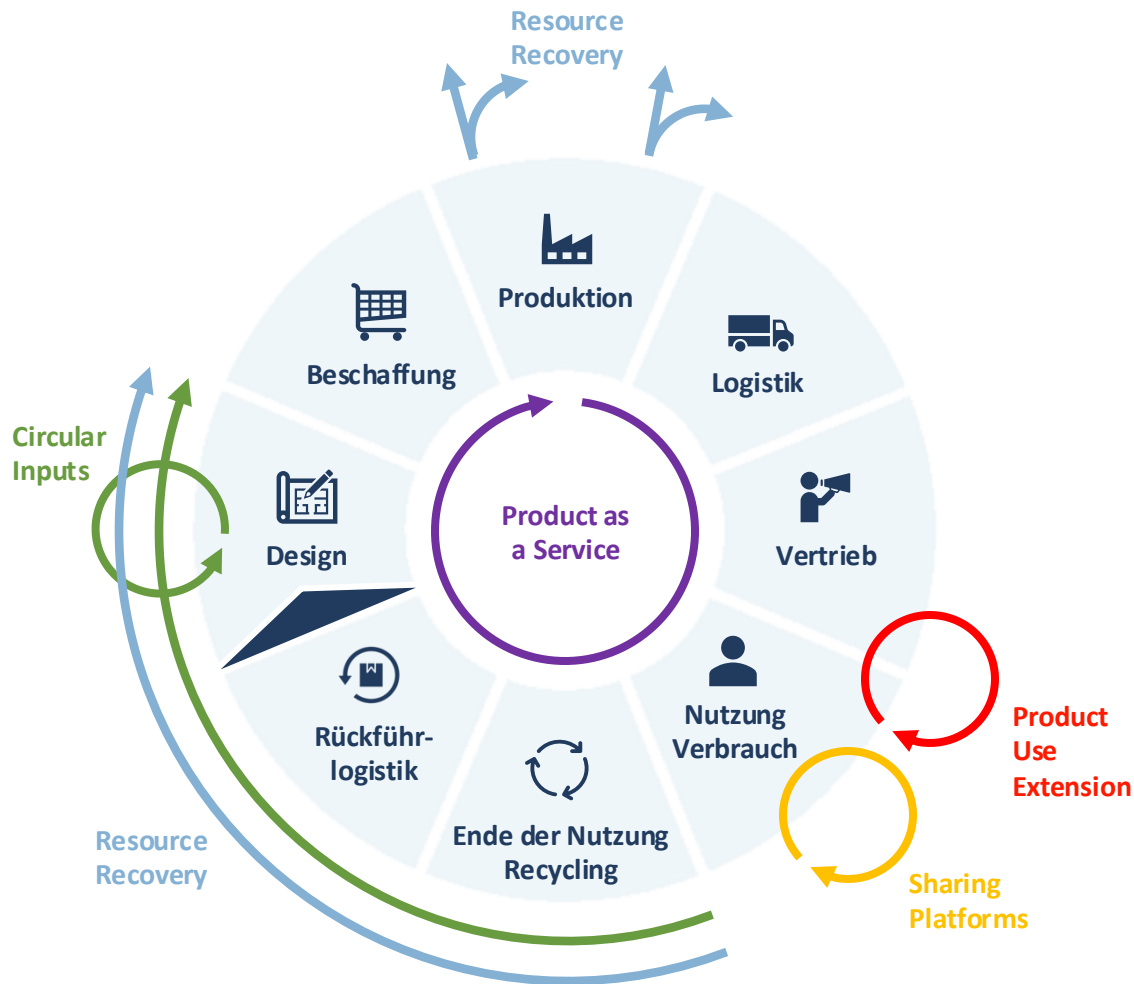 Resource
Recovery
Produktion
Beschaffung
Logistik
Circular
Inputs
Design
Product as
a Service
Vertrieb
Rückführ-
logistik
Nutzung
Verbrauch
Product
Use
Extension
Ende der Nutzung
Recycling
Resource
Recovery
Sharing
Platforms